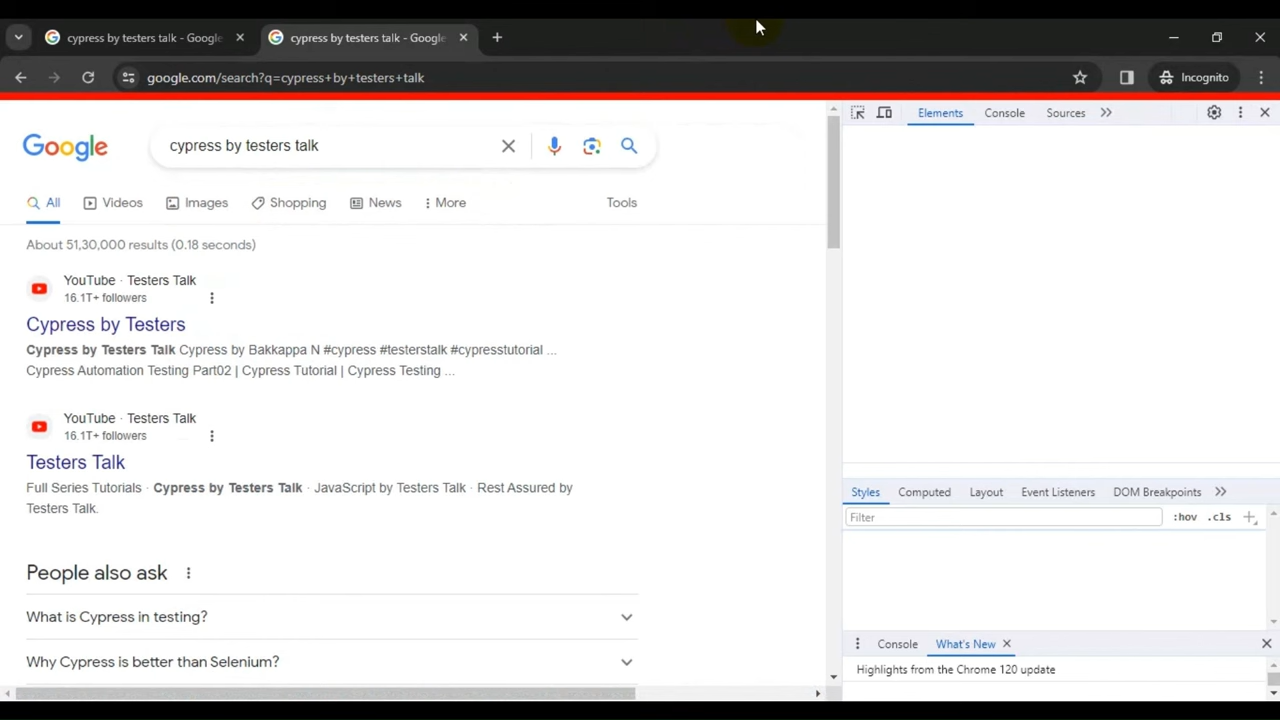 cypress by testers talk - Google
cypress by testers talk - Google
google.com/search?q=cypress+by+testers+talk
Incognito
Google
cypress by testers talk
All
Videos
Images
Shopping
News
More
Tools
About 51,30,000 results (0.18 seconds)
YouTube · Testers Talk
16.1T+ followers
Cypress by Testers
Cypress by Testers Talk Cypress by Bakkappa N #cypress #testerstalk #cypresstutorial ...
Cypress Automation Testing Part02 | Cypress Tutorial | Cypress Testing ...
YouTube · Testers Talk
16.1T+ followers
Testers Talk
Full Series Tutorials · Cypress by Testers Talk · JavaScript by Testers Talk · Rest Assured by
Testers Talk.
People also ask
What is Cypress in testing?
Why Cypress is better than Selenium?
Elements
Console
Sources
Styles
Computed
Layout
Event Listeners
DOM Breakpoints
Filter
:hov
.cls
Console
What's New
Highlights from the Chrome 120 update